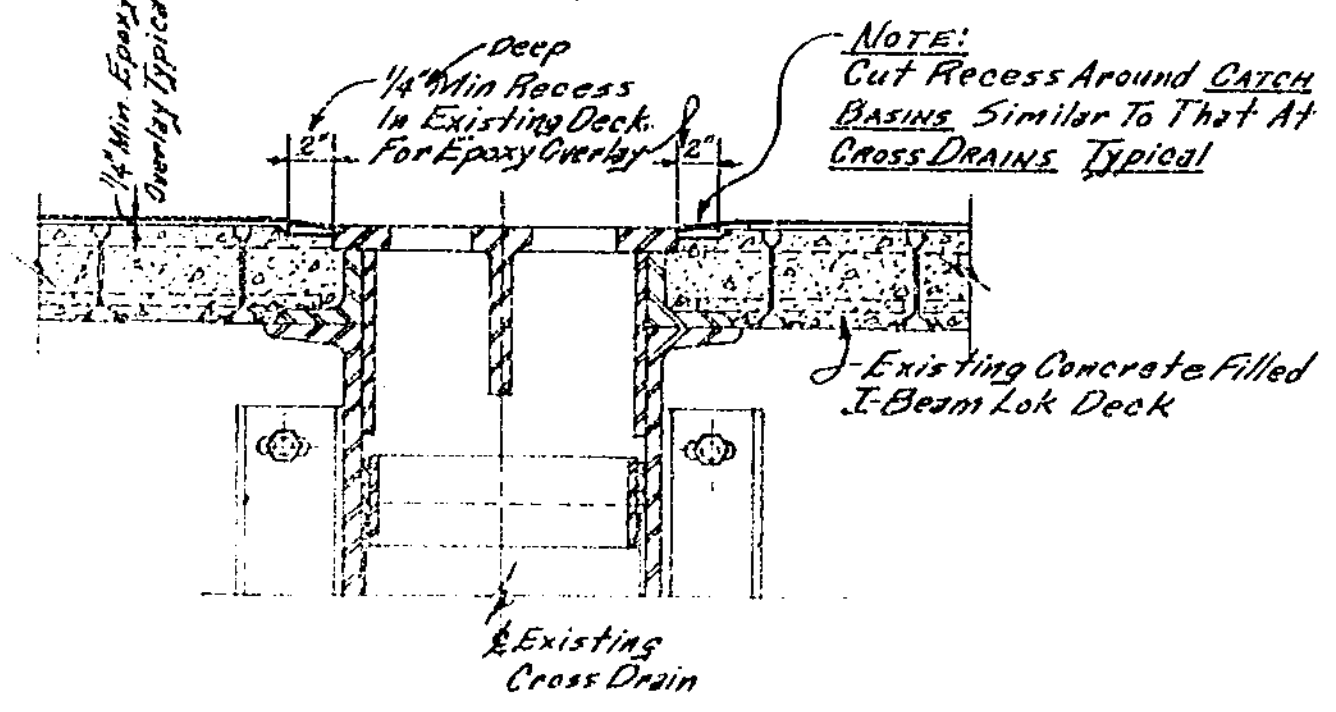 1/4" Min. Epoxy
Overlay Typica
Deep
1/4" Min Recess
In Existing Deck.
For Epoxy Overlay
2"
2"
NOTE:
Cut Recess Around CATCH
BASINS Similar To That At
CROSS DRAINS Typical
Existing Concrete Filled
I-Beam Lok Deck
℄ Existing
Cross Drain